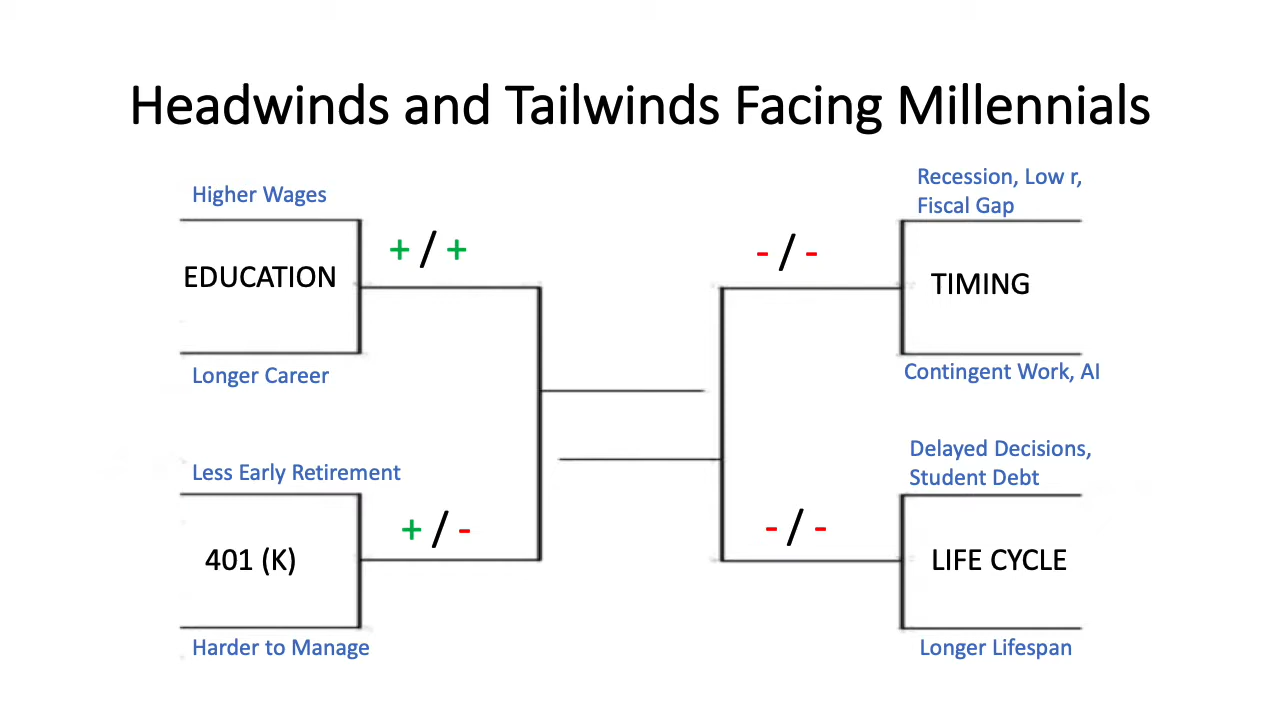 Headwinds and Tailwinds Facing Millennials
Higher Wages
EDUCATION
Longer Career
+ / +
Less Early Retirement
401 (K)
Harder to Manage
+ / -
Recession, Low r,
Fiscal Gap
- / -
TIMING
Contingent Work, AI
Delayed Decisions,
Student Debt
- / -
LIFE CYCLE
Longer Lifespan